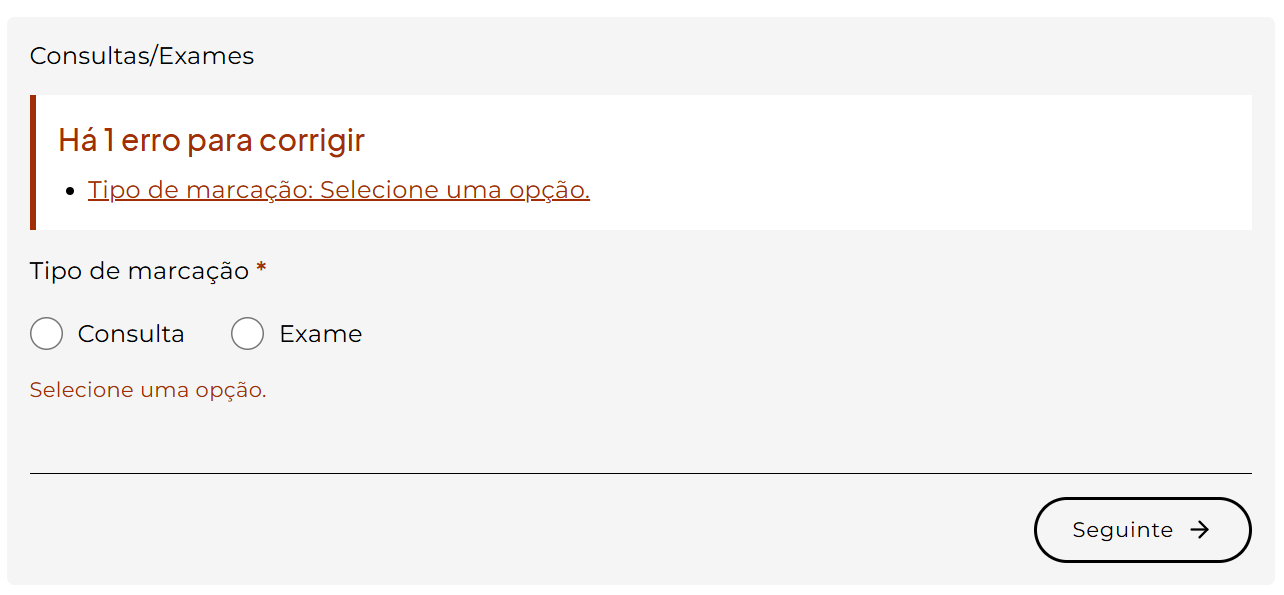 Consultas/Exames
Há 1 erro para corrigir
Tipo de marcação: Selecione uma opção.
Tipo de marcação *
Consulta Exame
Selecione uma opção.
Seguinte